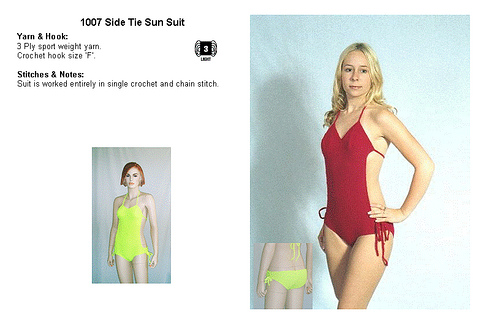 1007 Side Tie Sun Suit
Yarn & Hook:
3 Ply sport weight yarn.
Crochet hook size 'F'.
3
LIGHT
Stitches & Notes:
Suit is worked entirely in single crochet and chain stitch.